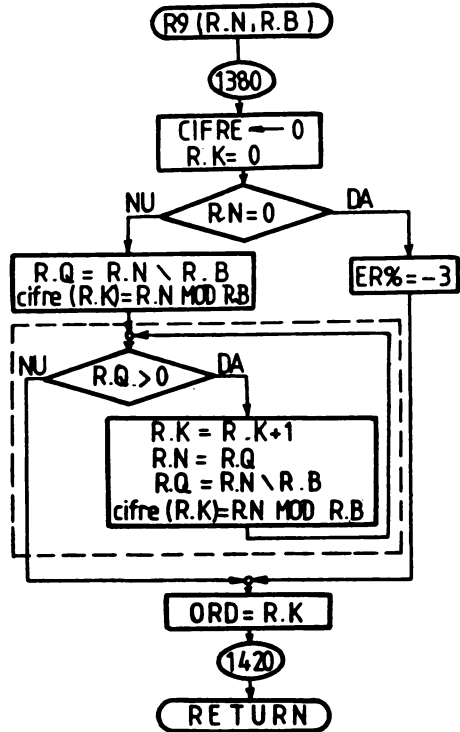 R9 (R.N, R.B)
1380
CIFRE ← 0
R.K= 0
NU
R.N = 0
DA
R.Q = R.N \ R.B
cifre (R.K)= R.N MOD R.B
ER%=-3
NU
R.Q.>0
DA
R.K = R.K+1
R.N = R.Q
R.Q = R.N \ R.B
cifre (R.K)=R.N MOD R.B
ORD= R.K
1420
RETURN